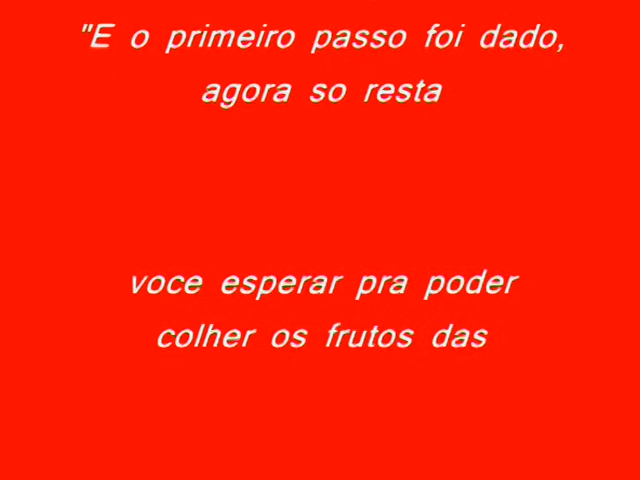 "E o primeiro passo foi dado,
agora so resta
voce esperar pra poder
colher os frutos das